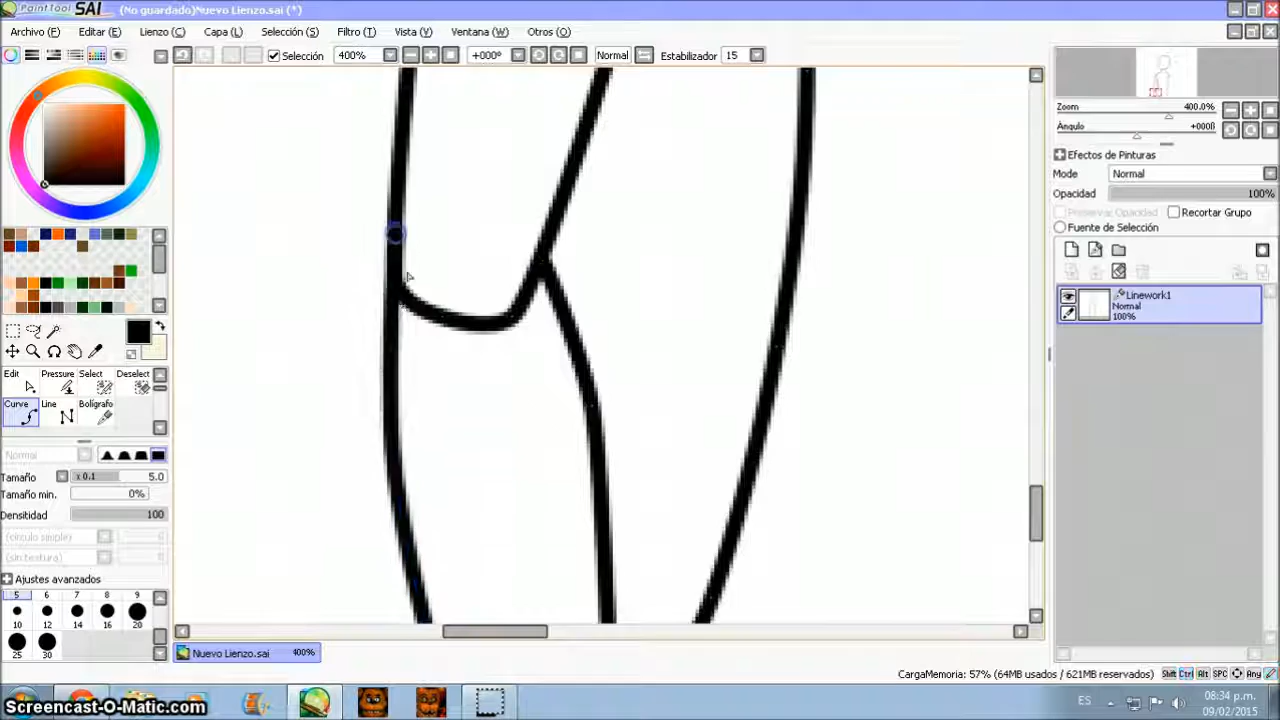 PaintTool SAI (No guardado)Nuevo Lienzo.sai (*)
Archivo (F) Editar (E) Lienzo (C) Capa (L) Selección (S) Filtro (T) Vista (V) Ventana (W) Otros (O)
Selección 400% +000º Normal Estabilizador 15
Zoom 400.0%
Ángulo +000ª
Efectos de Pinturas
Mode Normal
Opacidad 100%
Preservar Opacidad Recortar Grupo
Fuente de Selección
Linework1
Normal
100%
Edit Pressure Select Deselect
Curve Line Bolígrafo
Normal
Tamaño x 0.1 5.0
Tamaño min. 0%
Densidad 100
(círculo simple)
(sin textura)
Ajustes avanzados
5 6 7 8 9
10 12 14 16 20
25 30
Nuevo Lienzo.sai 400%
CargaMemoria: 57% (64MB usados / 621MB reservados) Shift Ctrl Alt SPC Any
ES 08:34 p.m.
09/02/2015
Screencast-O-Matic.com